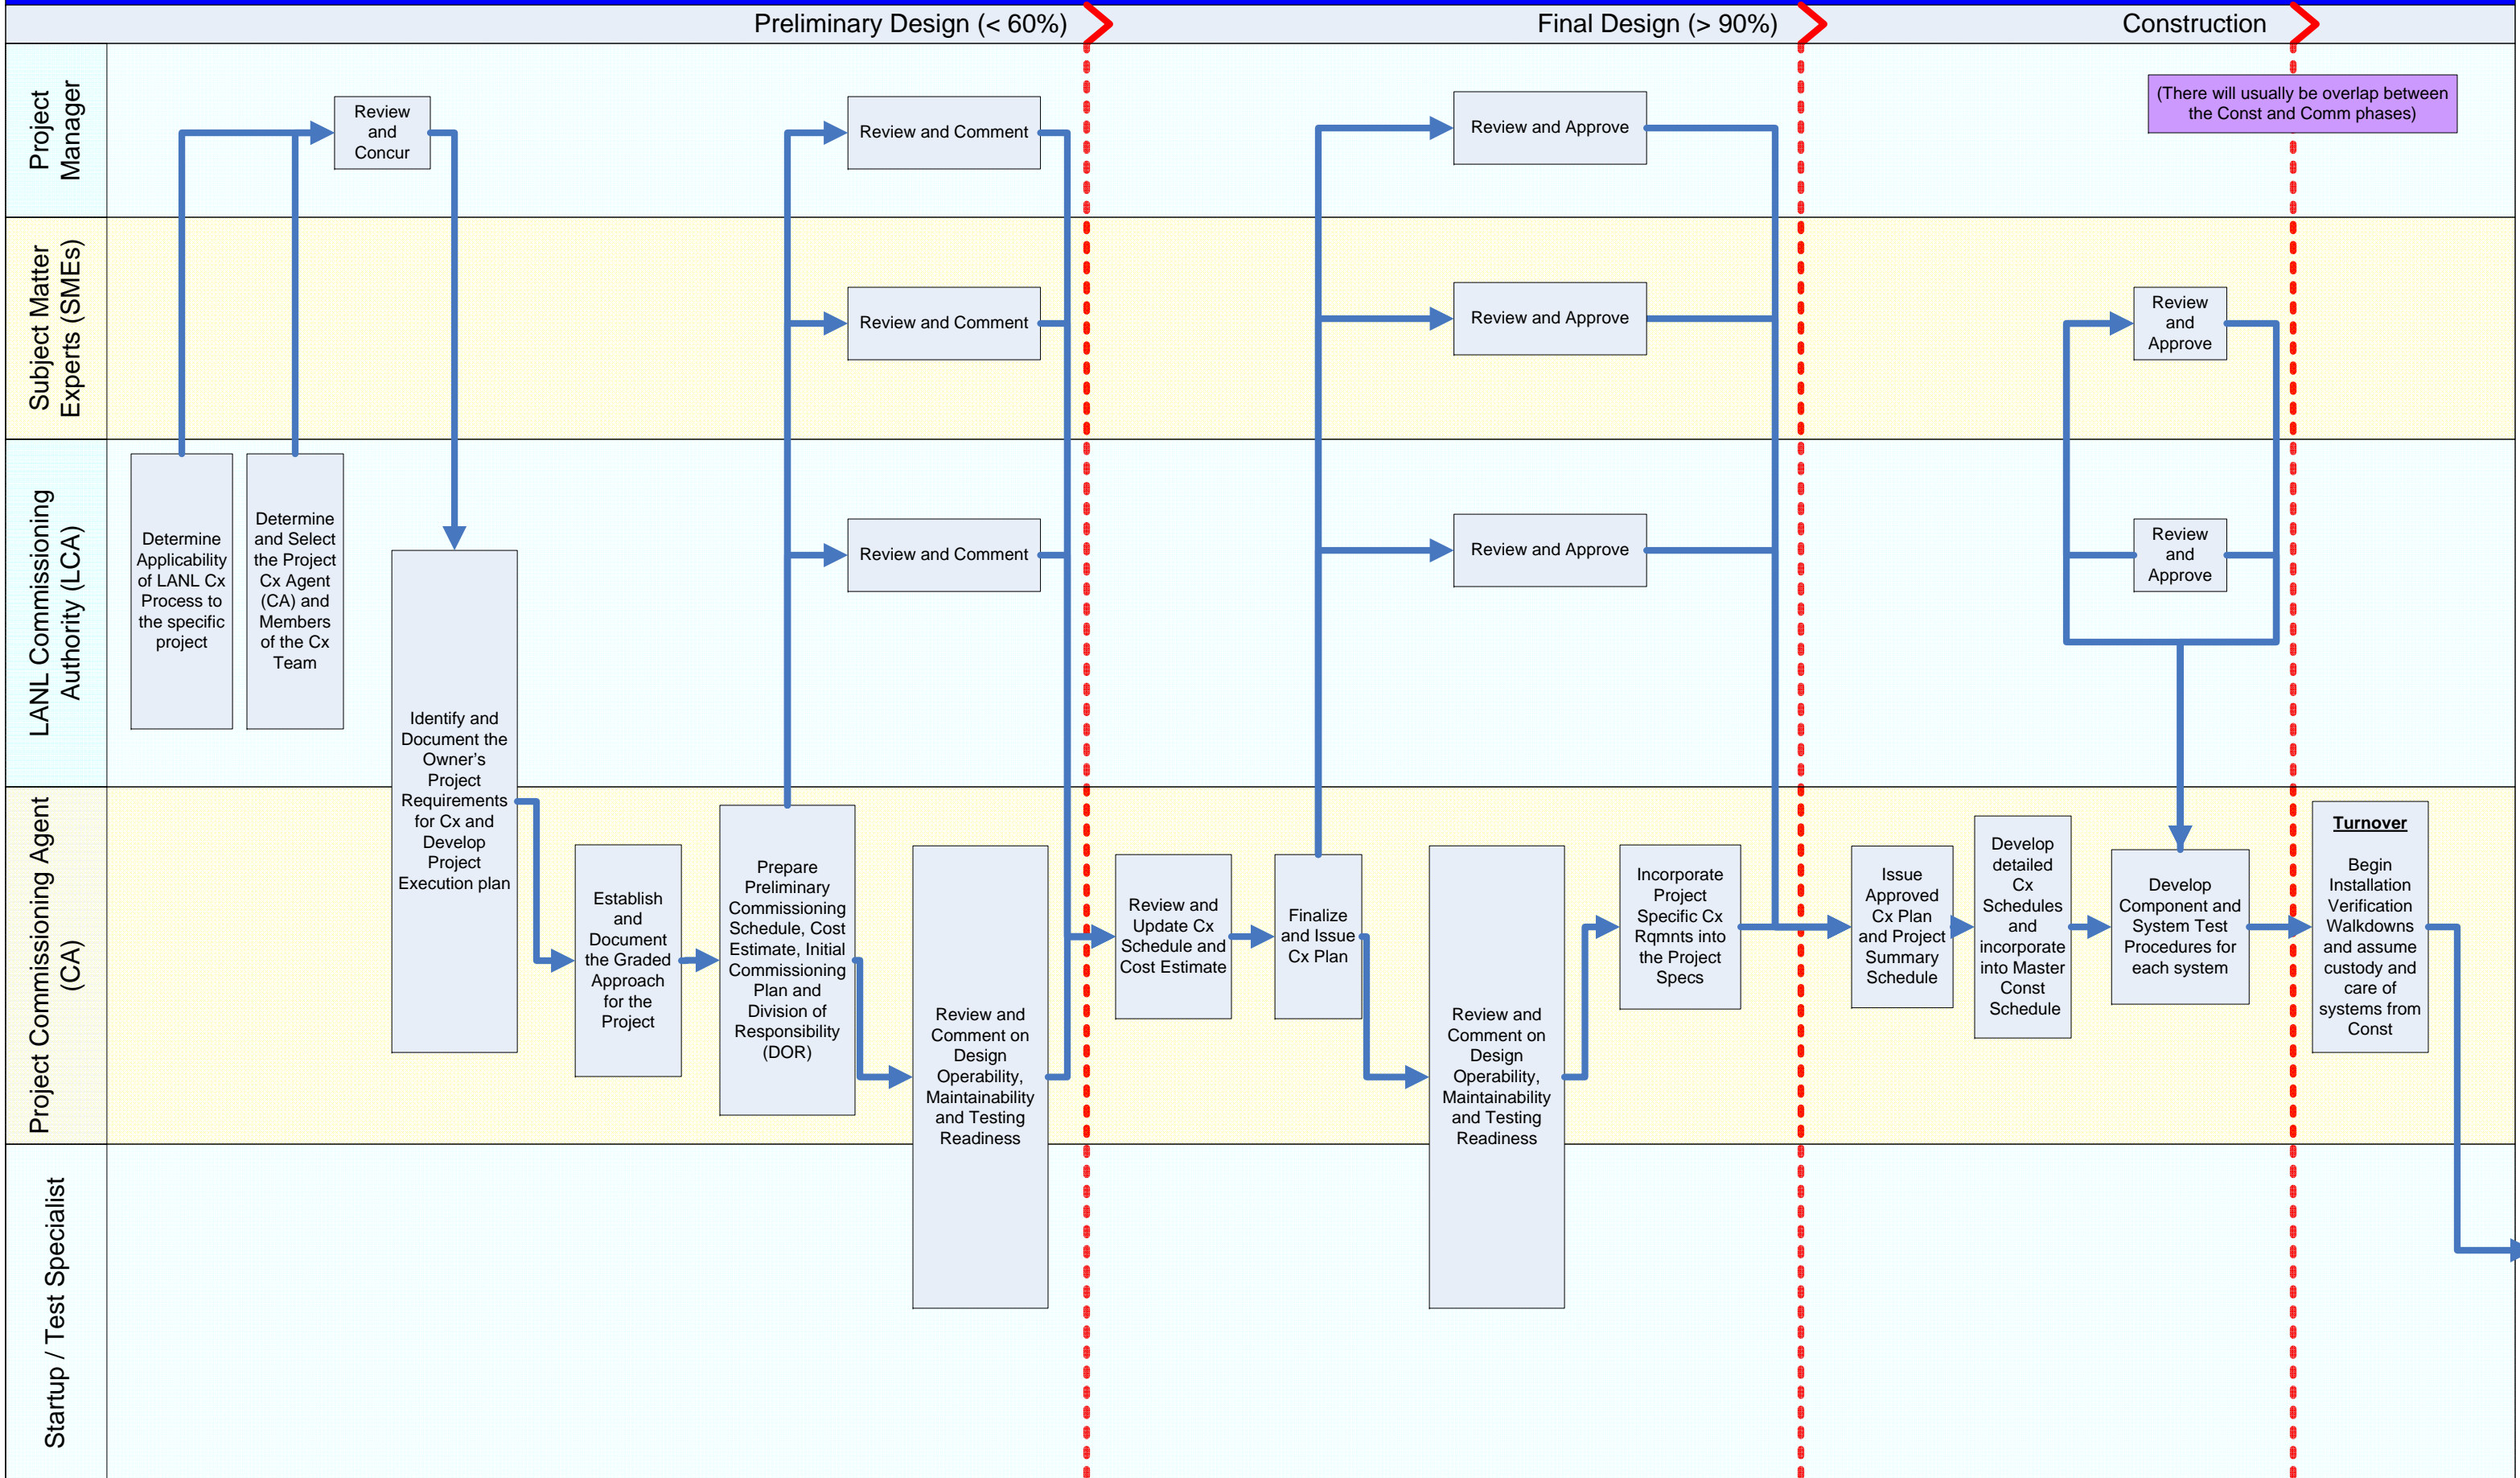 Preliminary Design (< 60%)
Final Design (> 90%)
Construction
Project
Manager
Review
and
Concur
Review and Comment
Review and Approve
(There will usually be overlap between
the Const and Comm phases)
Subject Matter
Experts (SMEs)
Review and Comment
Review and Approve
Review
and
Approve
LANL Commissioning
Authority (LCA)
Determine
Applicability
of LANL Cx
Process to
the specific
project
Determine
and Select
the Project
Cx Agent
(CA) and
Members
of the Cx
Team
Identify and
Document the
Owner's
Project
Requirements
for Cx and
Develop
Project
Execution plan
Review and Comment
Review and Approve
Review
and
Approve
Project Commissioning Agent
(CA)
Establish
and
Document
the Graded
Approach
for the
Project
Prepare
Preliminary
Commissioning
Schedule, Cost
Estimate, Initial
Commissioning
Plan and
Division of
Responsibility
(DOR)
Review and
Comment on
Design
Operability,
Maintainability
and Testing
Readiness
Review and
Update Cx
Schedule and
Cost Estimate
Finalize
and Issue
Cx Plan
Review and
Comment on
Design
Operability,
Maintainability
and Testing
Readiness
Incorporate
Project
Specific Cx
Rqmnts into
the Project
Specs
Issue
Approved
Cx Plan
and Project
Summary
Schedule
Develop
detailed
Cx
Schedules
and
incorporate
into Master
Const
Schedule
Develop
Component and
System Test
Procedures for
each system
Turnover
Begin
Installation
Verification
Walkdowns
and assume
custody and
care of
systems from
Const
Startup / Test Specialist